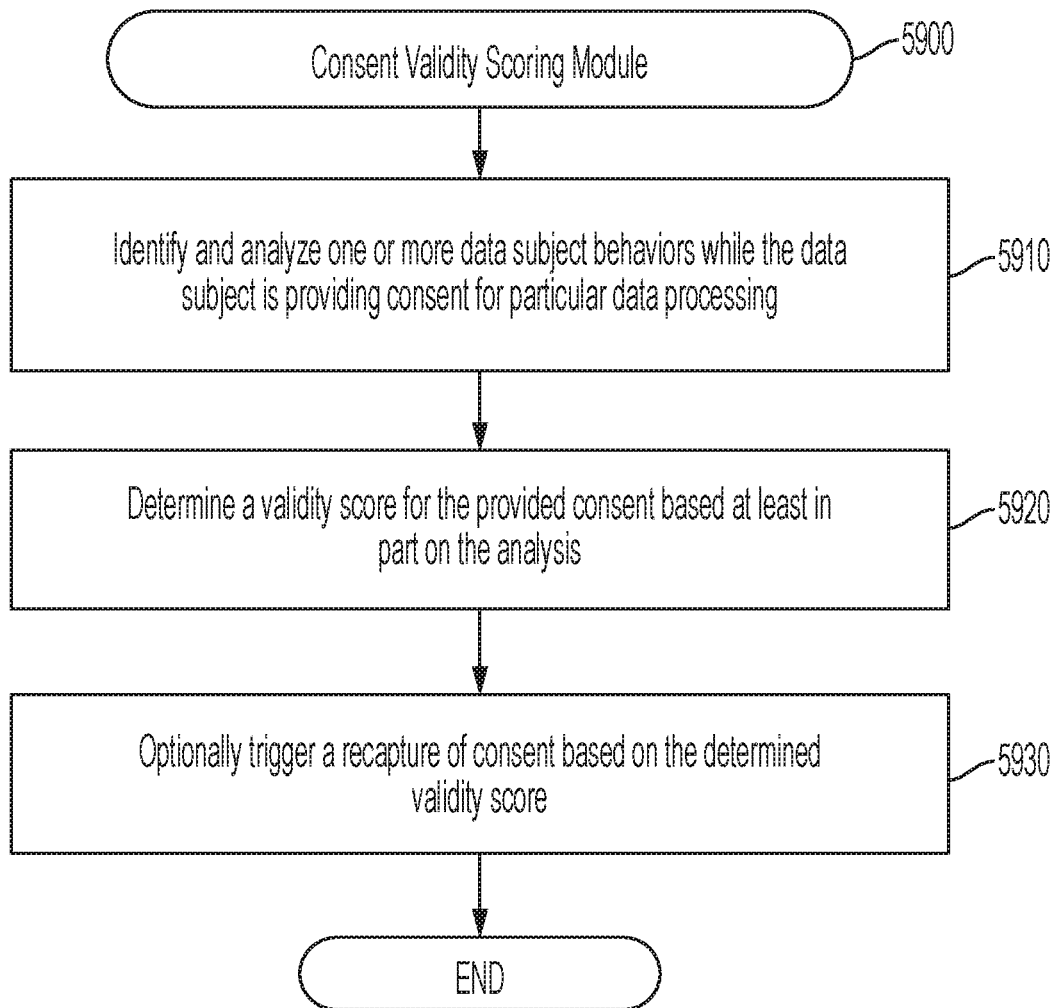 Consent Validity Scoring Module
5900
Identify and analyze one or more data subject behaviors while the data
subject is providing consent for particular data processing
5910
Determine a validity score for the provided consent based at least in
part on the analysis
5920
Optionally trigger a recapture of consent based on the determined
validity score
5930
END